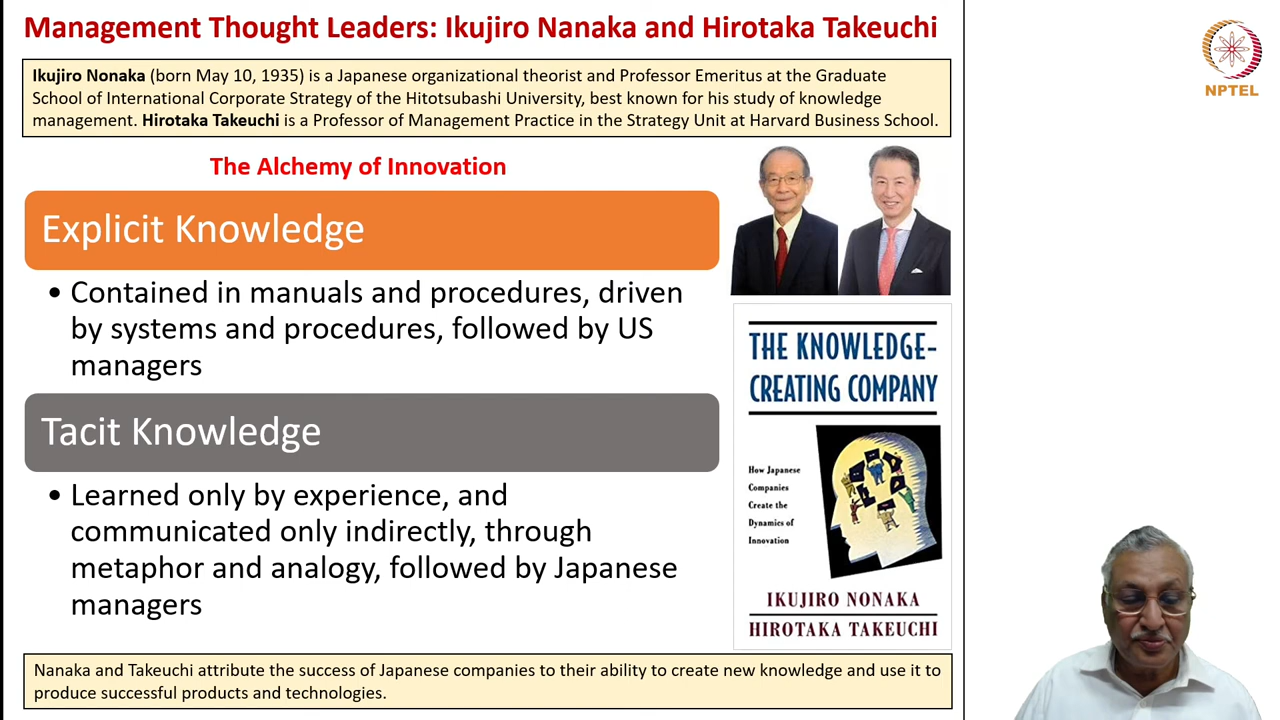 Management Thought Leaders: Ikujiro Nanaka and Hirotaka Takeuchi
Ikujiro Nonaka (born May 10, 1935) is a Japanese organizational theorist and Professor Emeritus at the Graduate
School of International Corporate Strategy of the Hitotsubashi University, best known for his study of knowledge
management. Hirotaka Takeuchi is a Professor of Management Practice in the Strategy Unit at Harvard Business School.
NPTEL
The Alchemy of Innovation
Explicit Knowledge
• Contained in manuals and procedures, driven
by systems and procedures, followed by US
managers
Tacit Knowledge
• Learned only by experience, and
communicated only indirectly, through
metaphor and analogy, followed by Japanese
managers
THE KNOWLEDGE-
CREATING COMPANY
How Japanese
Companies
Create the
Dynamics of
Innovation
IKUJIRO NONAKA
HIROTAKA TAKEUCHI
Nanaka and Takeuchi attribute the success of Japanese companies to their ability to create new knowledge and use it to
produce successful products and technologies.